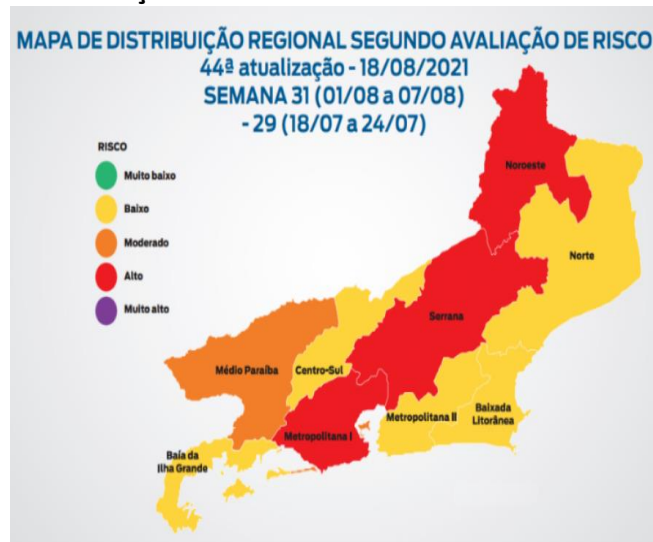 MAPA DE DISTRIBUIÇÃO REGIONAL SEGUNDO AVALIAÇÃO DE RISCO
44ª atualização - 18/08/2021
SEMANA 31 (01/08 a 07/08)
- 29 (18/07 a 24/07)
RISCO
Muito baixo
Baixo
Moderado
Alto
Muito alto
Noroeste
Norte
Serrana
Médio Paraíba
Centro-Sul
Metropolitana II
Baixada
Litorânea
Metropolitana I
Baía da
Ilha Grande